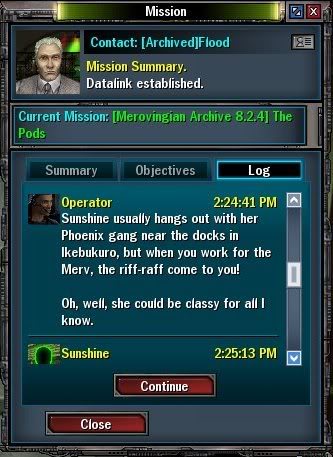 Mission
Contact: [Archived]Flood
Mission Summary.
Datalink established.
Current Mission: [Merovingian Archive 8.2.4] The
Pods
Summary
Objectives
Log
Operator 2:24:41 PM
Sunshine usually hangs out with her
Phoenix gang near the docks in
Ikebukuro, but when you work for the
Merv, the riff-raff come to you!
Oh, well, she could be classy for all I
know.
Sunshine 2:25:13 PM
Continue
Close